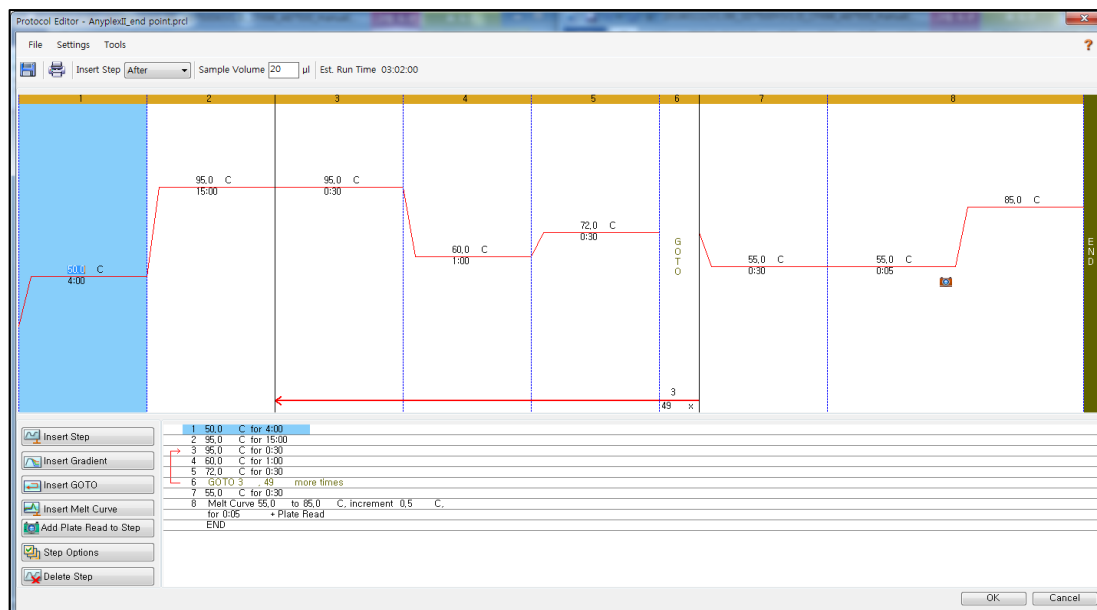 Protocol Editor - AnyplexII_end point.prcl
File Settings Tools
?
Insert Step After Sample Volume 20 µl Est. Run Time 03:02:00
1 2 3 4 5 6 7 8
95,0 C 95,0 C
15:00 0:30
85,0 C
72,0 C
0:30
60,0 C
1:00
50,0 C
4:00
55,0 C 55,0 C
0:30 0:05
GOTO
END
3
49 x
Insert Step
Insert Gradient
Insert GOTO
Insert Melt Curve
Add Plate Read to Step
Step Options
Delete Step
1 50,0 C for 4:00
2 95,0 C for 15:00
3 95,0 C for 0:30
4 60,0 C for 1:00
5 72,0 C for 0:30
6 GOTO 3 , 49 more times
7 55,0 C for 0:30
8 Melt Curve 55,0 to 85,0 C, increment 0,5 C,
for 0:05 + Plate Read
END
OK Cancel